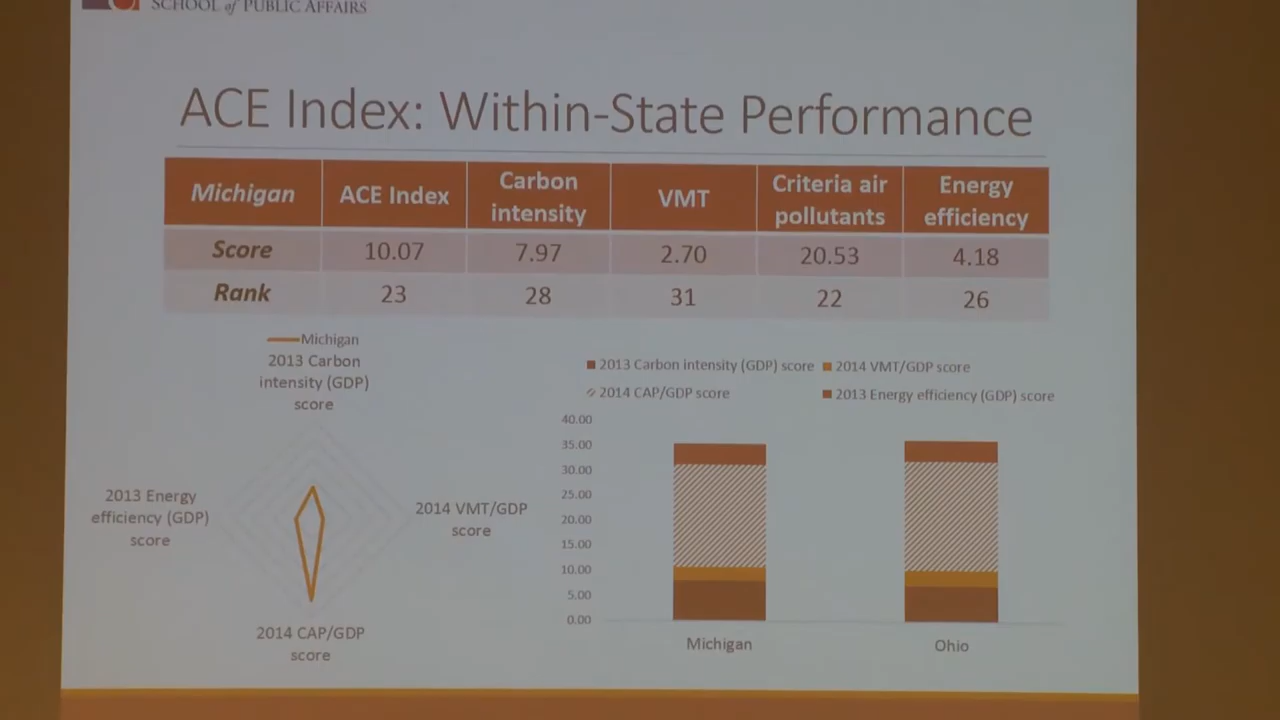 SCHOOL of PUBLIC AFFAIRS
ACE Index: Within-State Performance
Michigan ACE Index Carbon intensity VMT Criteria air pollutants Energy efficiency
Score 10.07 7.97 2.70 20.53 4.18
Rank 23 28 31 22 26
Michigan
2013 Carbon
intensity (GDP)
score
2013 Energy
efficiency (GDP)
score
2014 VMT/GDP
score
2014 CAP/GDP
score
2013 Carbon intensity (GDP) score 2014 VMT/GDP score
2014 CAP/GDP score 2013 Energy efficiency (GDP) score
40.00
35.00
30.00
25.00
20.00
15.00
10.00
5.00
0.00
Michigan Ohio